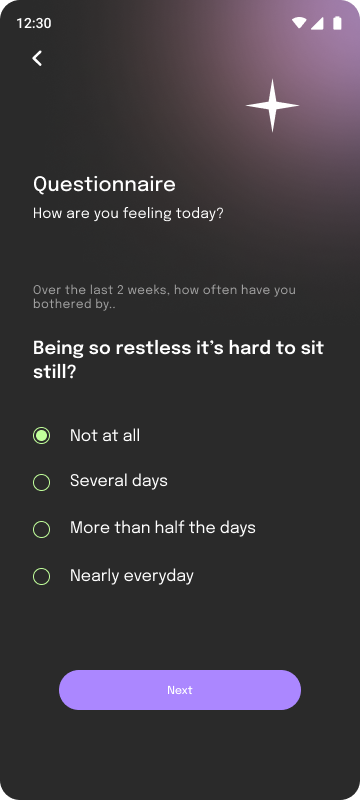 12:30
Questionnaire
How are you feeling today?
Over the last 2 weeks, how often have you
bothered by..
Being so restless it’s hard to sit
still?
Not at all
Several days
More than half the days
Nearly everyday
Next